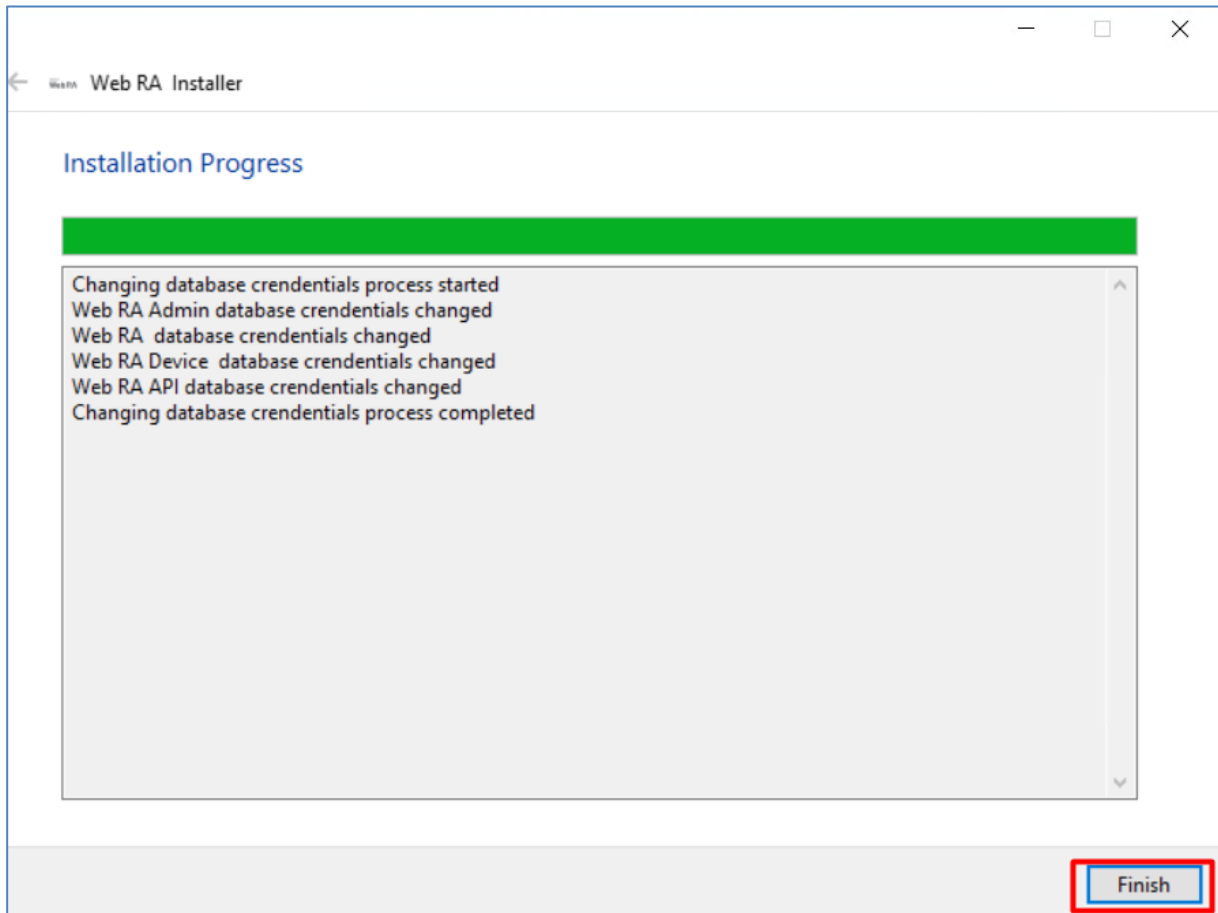 Web RA Web RA  Installer
Installation Progress
Changing database crendentials process started
Web RA Admin database crendentials changed
Web RA  database crendentials changed
Web RA Device  database crendentials changed
Web RA API database crendentials changed
Changing database crendentials process completed
Finish